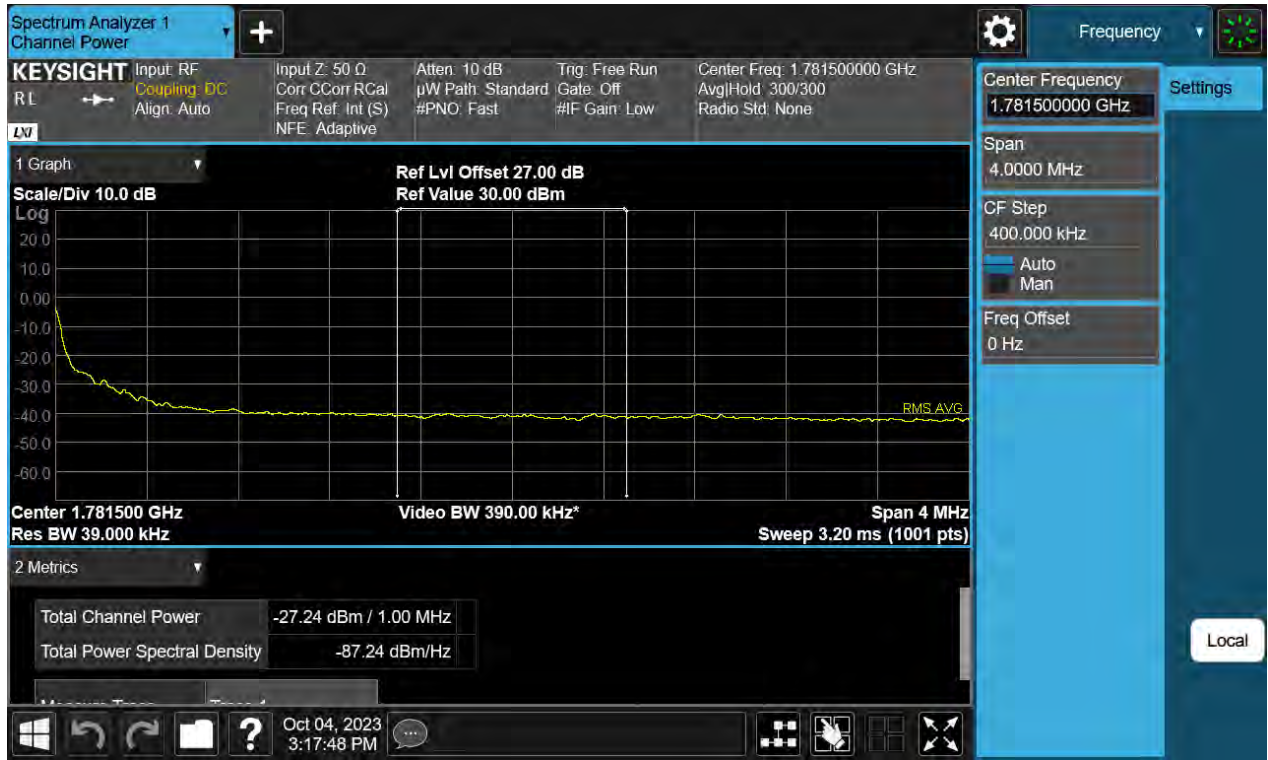 Spectrum Analyzer 1
Channel Power
Frequency
KEYSIGHT
RL
LXI
Input: RF
Coupling: DC
Align: Auto
Input Z: 50 Ω
Corr CCorr RCal
Freq Ref: Int (S)
NFE: Adaptive
Atten: 10 dB
µW Path: Standard
#PNO: Fast
Trig: Free Run
Gate: Off
#IF Gain: Low
Center Freq: 1.781500000 GHz
Avg|Hold: 300/300
Radio Std: None
1 Graph
Scale/Div 10.0 dB
Ref Lvl Offset 27.00 dB
Ref Value 30.00 dBm
Log
20.0
10.0
0.00
-10.0
-20.0
-30.0
-40.0
-50.0
-60.0
RMS AVG
Center 1.781500 GHz
Res BW 39.000 kHz
Video BW 390.00 kHz*
Span 4 MHz
Sweep 3.20 ms (1001 pts)
2 Metrics
Total Channel Power -27.24 dBm / 1.00 MHz
Total Power Spectral Density -87.24 dBm/Hz
Oct 04, 2023
3:17:48 PM
Center Frequency
1.781500000 GHz
Settings
Span
4.0000 MHz
CF Step
400.000 kHz
Auto
Man
Freq Offset
0 Hz
Local